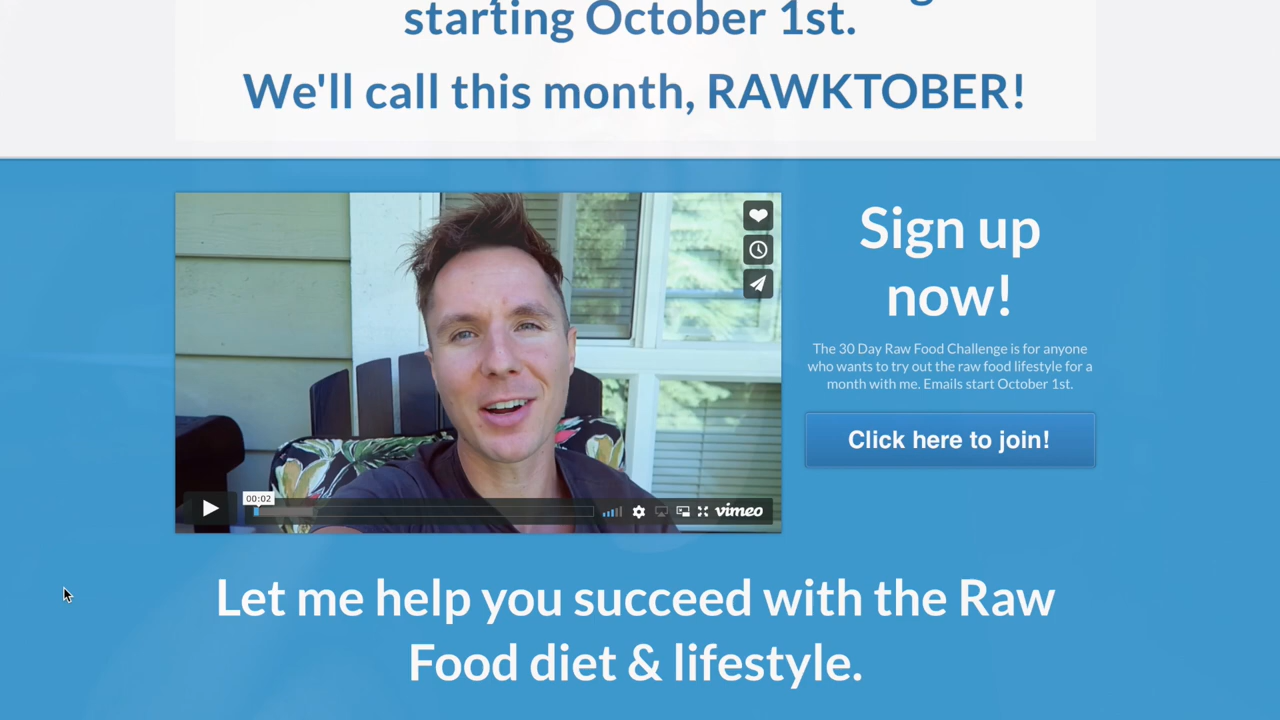 starting October 1st.
We'll call this month, RAWKTOBER!
Sign up
now!
The 30 Day Raw Food Challenge is for anyone
who wants to try out the raw food lifestyle for a
month with me. Emails start October 1st.
Click here to join!
00:02
vimeo
Let me help you succeed with the Raw
Food diet & lifestyle.